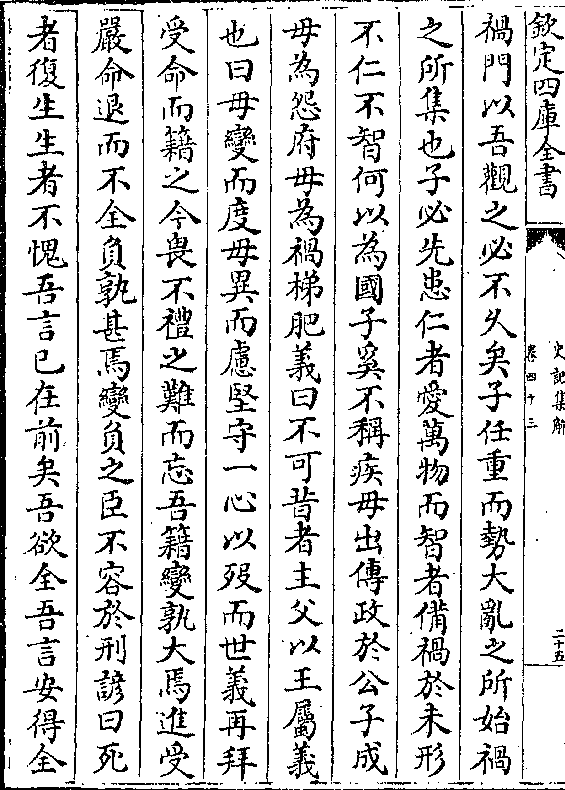 欽定四庫全書
史記集解
卷四十三
二十五
禍門以吾觀之必不久矣子任重而勢大亂之所始禍
之所集也子必先患仁者愛萬物而智者備禍於未形
不仁不智何以為國子奚不稱疾毋出傳政於公子成
毋為怨府毋為禍梯肥義曰不可昔者主父以王屬義
也曰毋變而度毋異而慮堅守一心以殁而世義再拜
受命而籍之今畏不禮之難而忘吾籍變孰大焉進受
嚴命退而不全負孰甚焉變負之臣不容於刑諺曰死
者復生生者不愧吾言已在前矣吾欲全吾言安得全